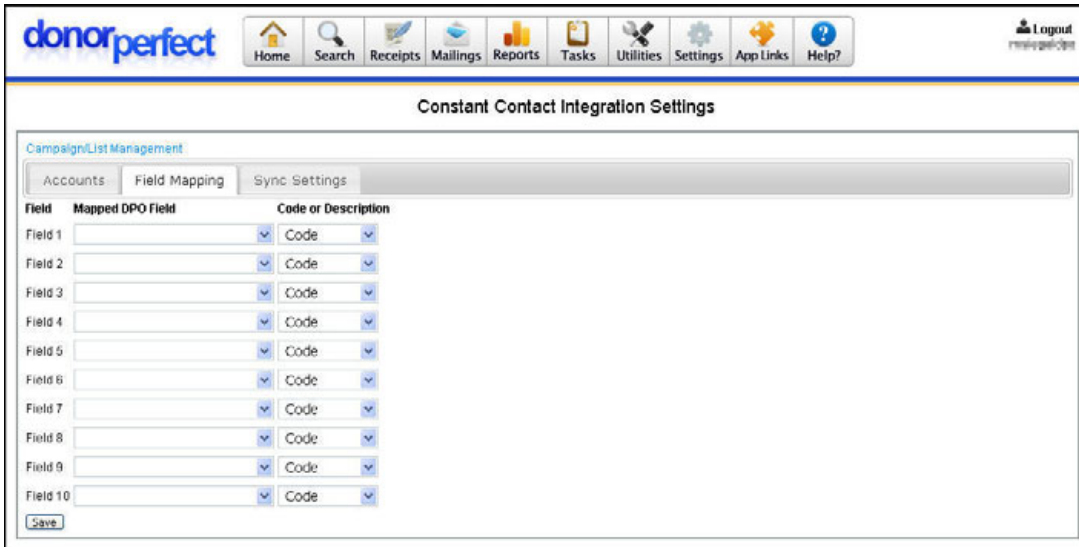 donorperfect
Home Search Receipts Mailings Reports Tasks Utilities Settings App Links Help?
Logout
Constant Contact Integration Settings
Campaign/List Management
Accounts Field Mapping Sync Settings
Field Mapped DPO Field Code or Description
Field 1 Code
Field 2 Code
Field 3 Code
Field 4 Code
Field 5 Code
Field 6 Code
Field 7 Code
Field 8 Code
Field 9 Code
Field 10 Code
Save